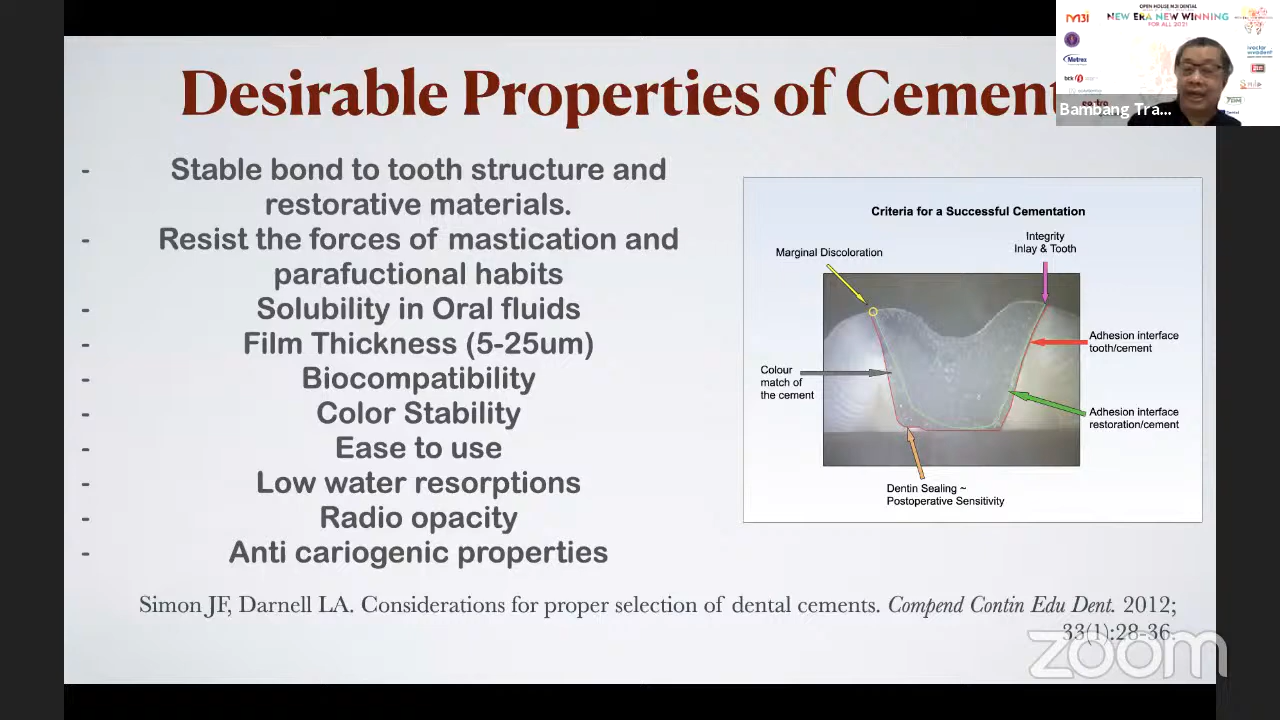 OPEN HOUSE M31 DENTAL
NEW ERA NEW WINNING
FOR ALL 2021
Metrex
Bambang Tra...
Desirable Properties of Cement
- Stable bond to tooth structure and
restorative materials.
- Resist the forces of mastication and
parafuctional habits
- Solubility in Oral fluids
- Film Thickness (5-25um)
- Biocompatibility
- Color Stability
- Ease to use
- Low water resorptions
- Radio opacity
- Anti cariogenic properties
Criteria for a Successful Cementation
Integrity
Inlay & Tooth
Marginal Discoloration
Adhesion interface
tooth/cement
Colour
match of
the cement
Adhesion interface
restoration/cement
Dentin Sealing ~
Postoperative Sensitivity
Simon JF, Darnell LA. Considerations for proper selection of dental cements. Compend Contin Edu Dent. 2012;
33(1):28-36.
zoom